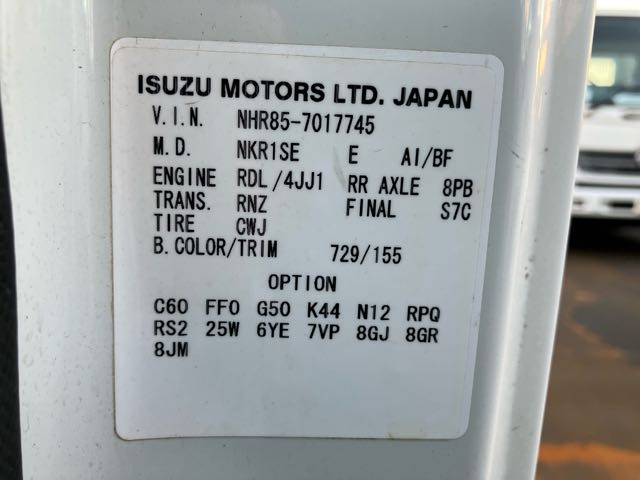 ISUZU MOTORS LTD. JAPAN
V.I.N. NHR85-7017745
M.D. NKR1SE E AI/BF
ENGINE RDL/4JJ1 RR AXLE 8PB
TRANS. RNZ FINAL S7C
TIRE CWJ
B.COLOR/TRIM 729/155
OPTION
C60 FF0 G50 K44 N12 RPQ
RS2 25W 6YE 7VP 8GJ 8GR
8JM